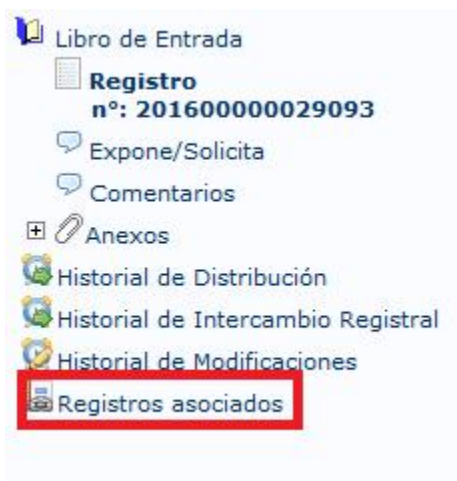 Libro de Entrada
Registro
nº: 201600000029093
Expone/Solicita
Comentarios
Anexos
Historial de Distribución
Historial de Intercambio Registral
Historial de Modificaciones
Registros asociados